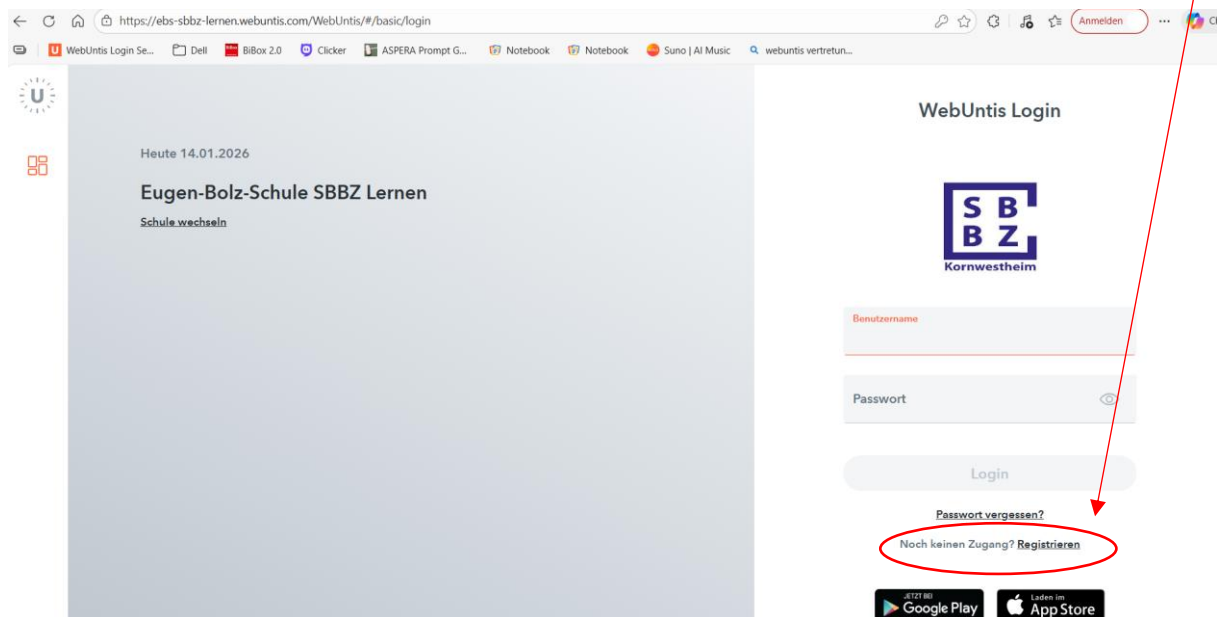 https://ebs-sbbz-lernen.webuntis.com/WebUntis/#/basic/login
Anmelden
WebUntis Login Se... Dell BiBox 2.0 Clicker ASPERA Prompt G... Notebook Notebook Suno | AI Music webuntis vertretun...
U
WebUntis Login
Heute 14.01.2026
Eugen-Bolz-Schule SBBZ Lernen
Schule wechseln
S B
B Z
Kornwestheim
Benutzername
Passwort
Login
Passwort vergessen?
Noch keinen Zugang? Registrieren
JETZT BEI
Google Play
Laden im
App Store